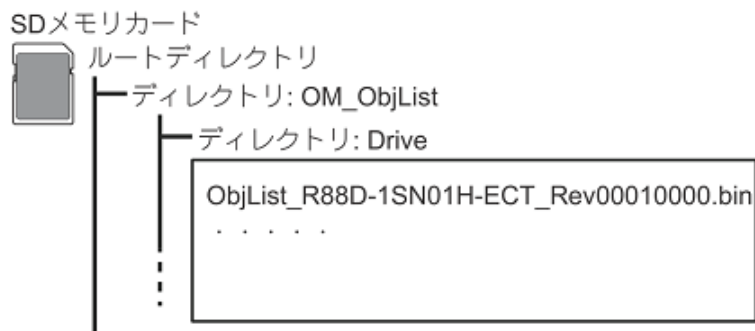 SDメモリカード
ルートディレクトリ
ディレクトリ: OM_ObjList
ディレクトリ: Drive
ObjList_R88D-1SN01H-ECT_Rev00010000.bin
・・・・・